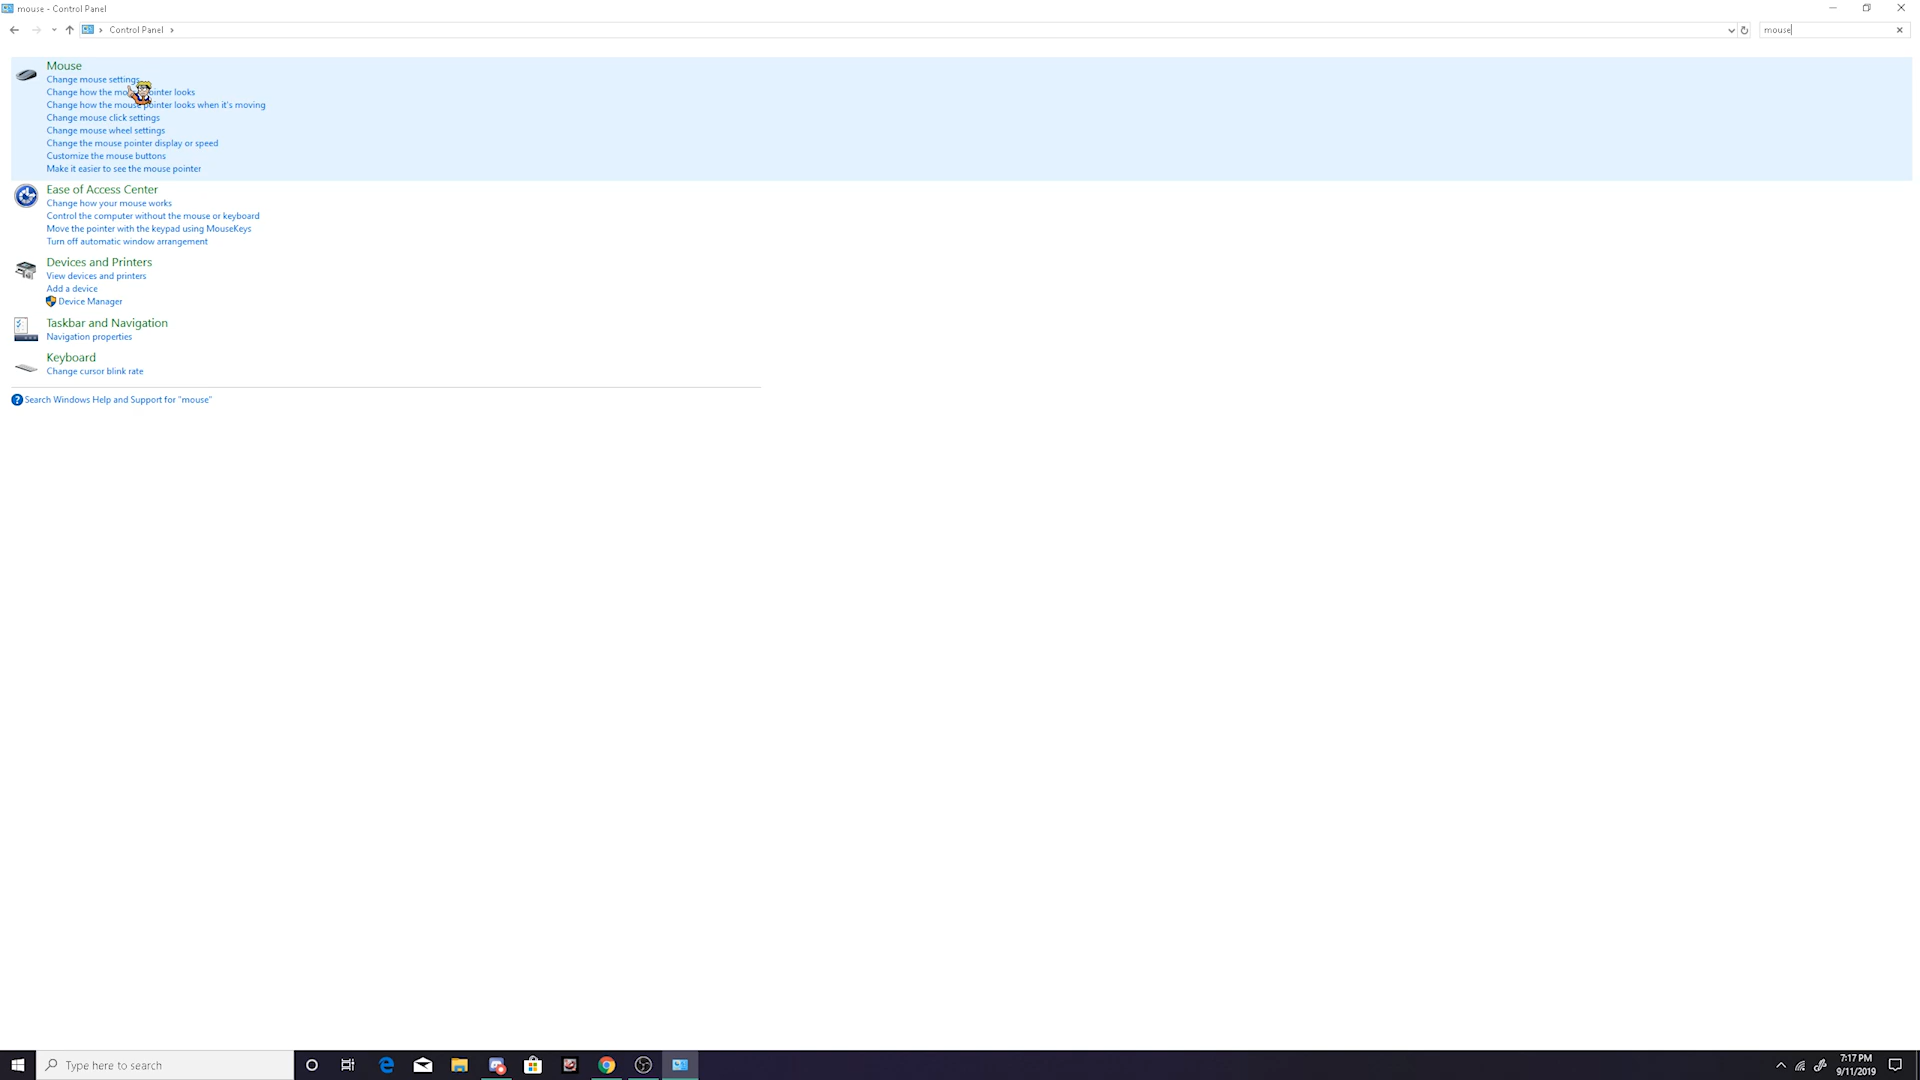 mouse - Control Panel
Control Panel
mouse
Mouse
Change mouse settings
Change how the mo pointer looks
Change how the mouse pointer looks when it's moving
Change mouse click settings
Change mouse wheel settings
Change the mouse pointer display or speed
Customize the mouse buttons
Make it easier to see the mouse pointer
Ease of Access Center
Change how your mouse works
Control the computer without the mouse or keyboard
Move the pointer with the keypad using MouseKeys
Turn off automatic window arrangement
Devices and Printers
View devices and printers
Add a device
Device Manager
Taskbar and Navigation
Navigation properties
Keyboard
Change cursor blink rate
Search Windows Help and Support for "mouse"
Type here to search
7:17 PM
9/11/2019